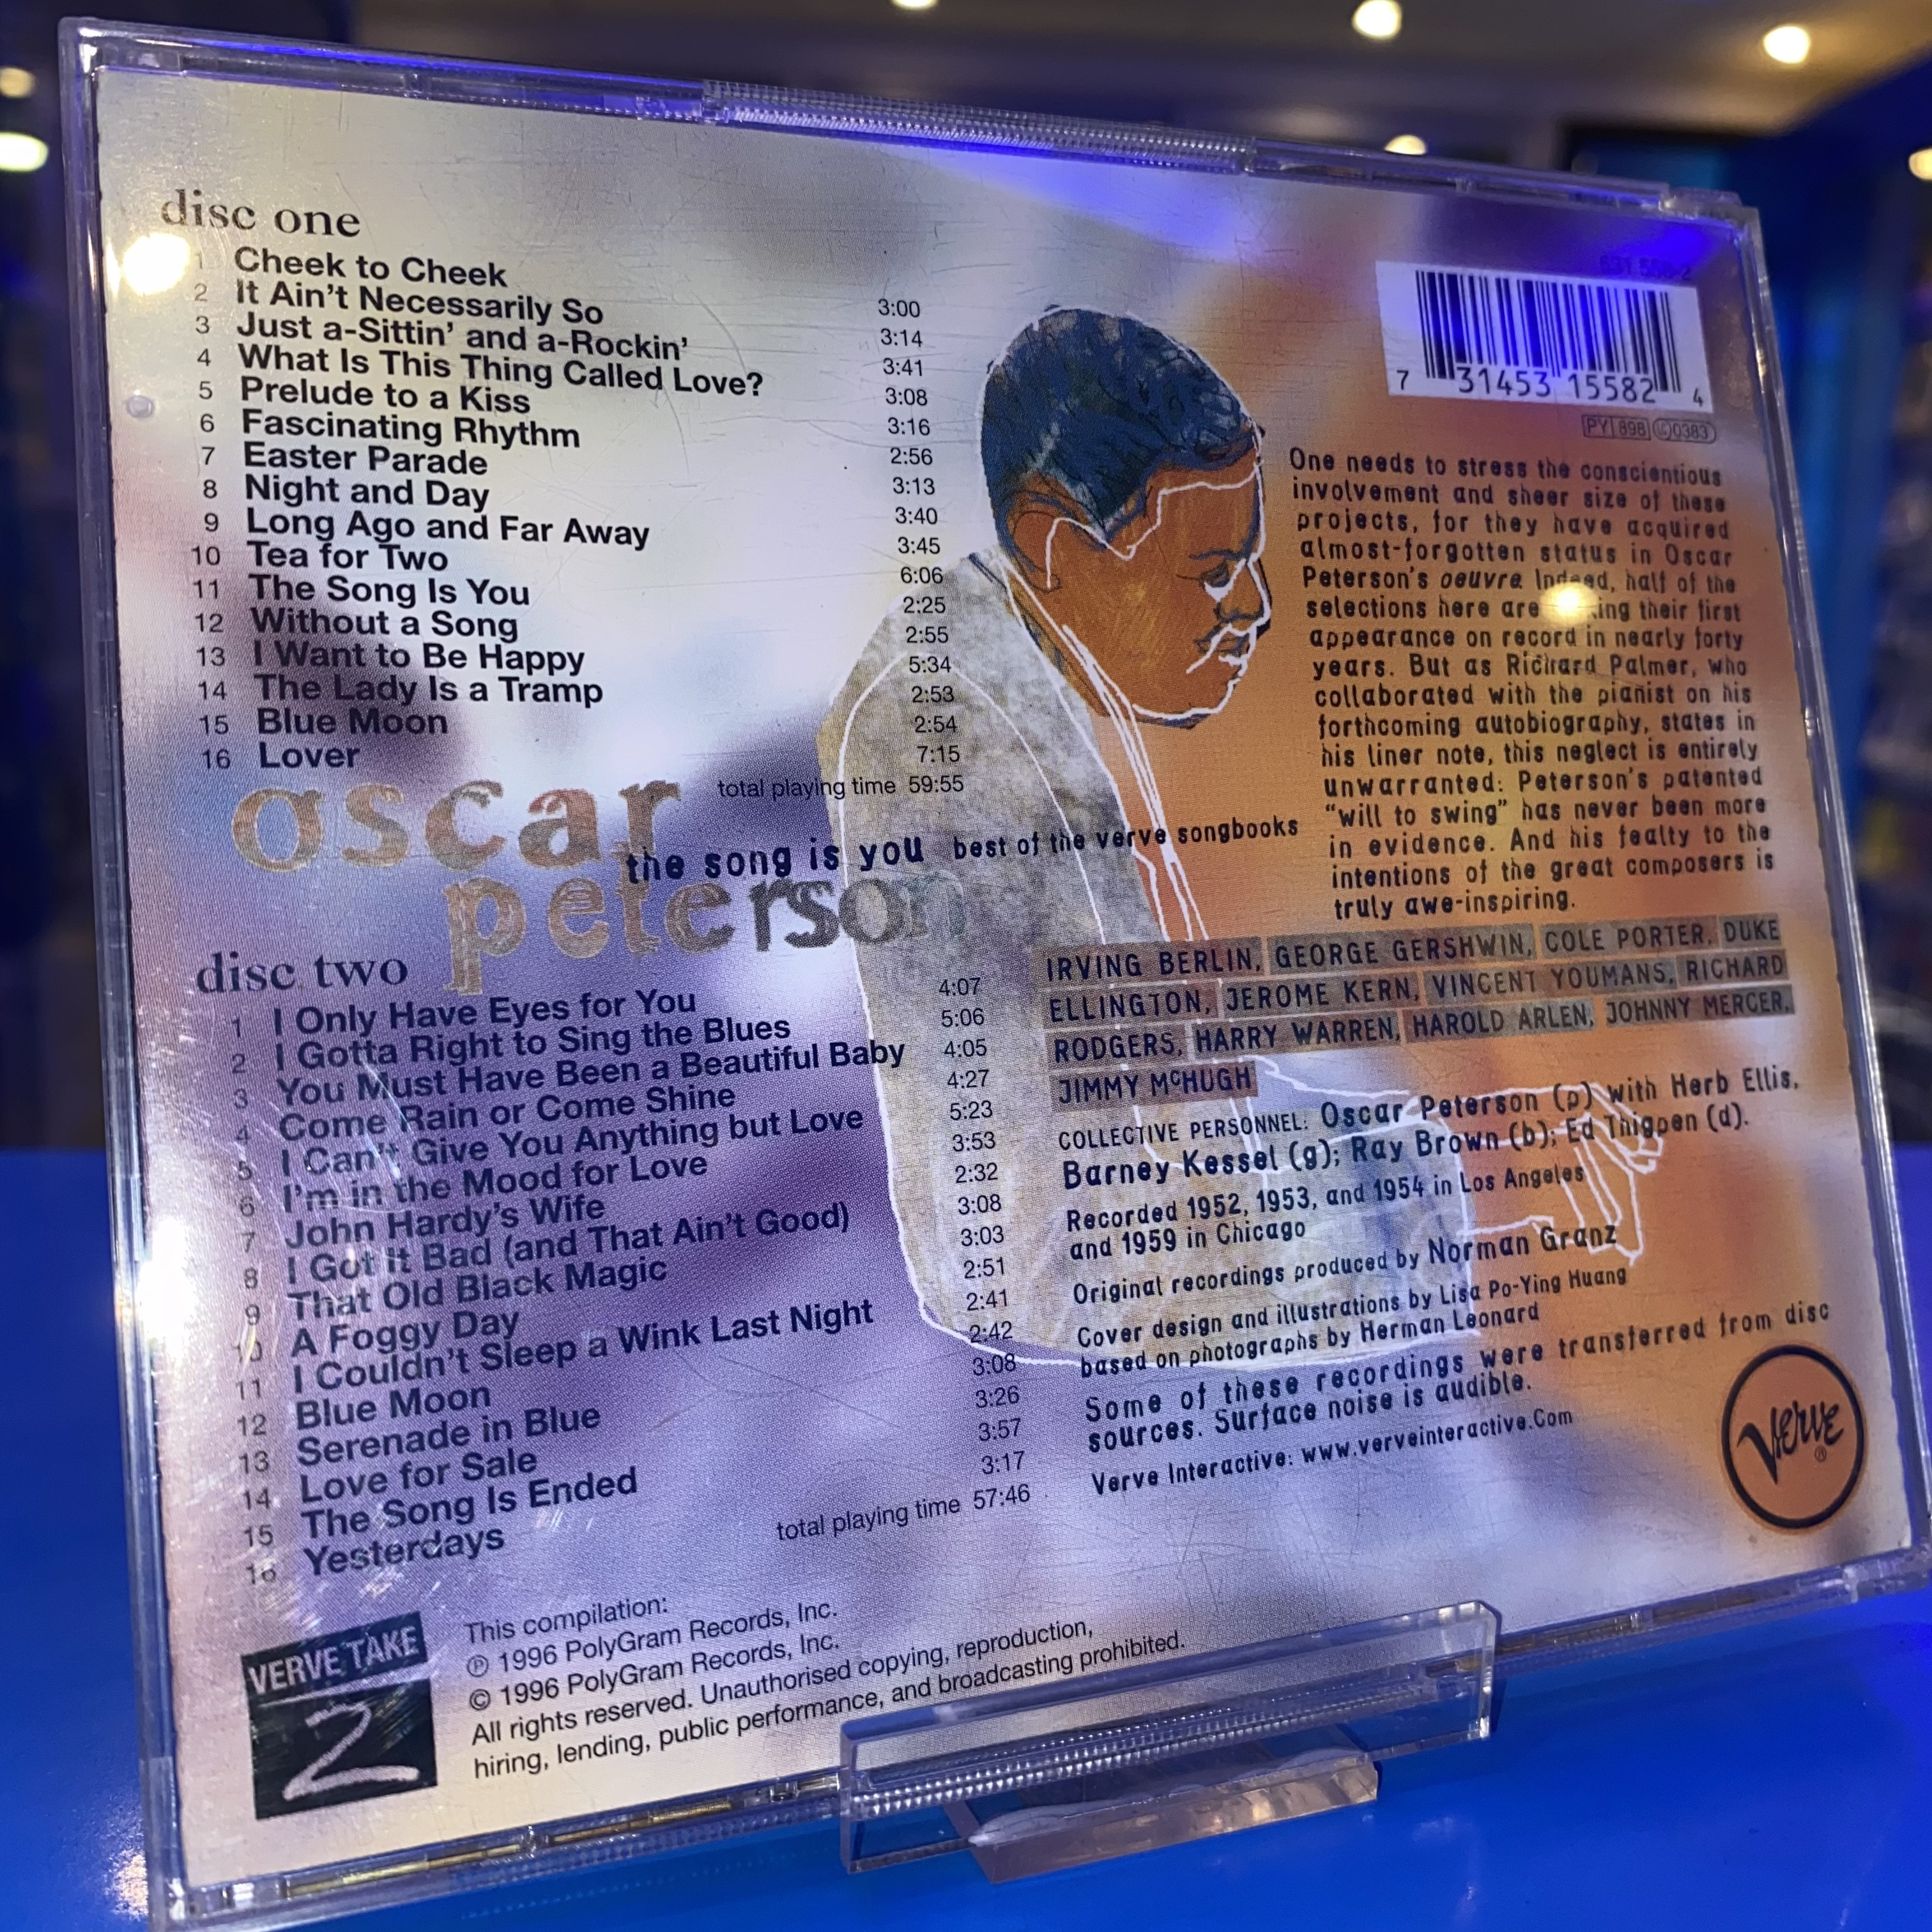 disc one
1 Cheek to Cheek 3:00
2 It Ain't Necessarily So 3:14
3 Just a-Sittin' and a-Rockin' 3:41
4 What Is This Thing Called Love? 3:08
5 Prelude to a Kiss 3:16
6 Fascinating Rhythm 2:56
7 Easter Parade 3:13
8 Night and Day 3:40
9 Long Ago and Far Away 3:45
10 Tea for Two 6:06
11 The Song Is You 2:25
12 Without a Song 2:55
13 I Want to Be Happy 5:34
14 The Lady Is a Tramp 2:53
15 Blue Moon 2:54
16 Lover 7:15
total playing time 59:55
oscar
peterson
the song is you best of the verve songbooks
disc two
1 I Only Have Eyes for You 4:07
2 I Gotta Right to Sing the Blues 5:06
3 You Must Have Been a Beautiful Baby 4:05
4 Come Rain or Come Shine 4:27
5 I Can't Give You Anything but Love 5:23
6 I'm in the Mood for Love 3:53
7 John Hardy's Wife 2:32
8 I Got It Bad (and That Ain't Good) 3:08
9 That Old Black Magic 3:03
10 A Foggy Day 2:51
11 I Couldn't Sleep a Wink Last Night 2:41
12 Blue Moon 2:42
13 Serenade in Blue 3:08
14 Love for Sale 3:26
15 The Song Is Ended 3:57
16 Yesterdays 3:17
total playing time 57:46
VERVE TAKE
2
This compilation:
℗ 1996 PolyGram Records, Inc.
© 1996 PolyGram Records, Inc.
All rights reserved. Unauthorised copying, reproduction,
hiring, lending, public performance, and broadcasting prohibited.
7 31453 15582 4
PY 898 0383
One needs to stress the conscientious
involvement and sheer size of these
projects, for they have acquired
almost-forgotten status in Oscar
Peterson's oeuvre Indeed, half of the
selections here are their first
appearance on record in nearly forty
years. But as Richard Palmer, who
collaborated with the pianist on his
forthcoming autobiography, states in
his liner note, this neglect is entirely
unwarranted: Peterson's patented
"will to swing" has never been more
in evidence. And his fealty to the
intentions of the great composers is
truly awe-inspiring.
IRVING BERLIN, GEORGE GERSHWIN, COLE PORTER, DUKE
ELLINGTON, JEROME KERN, VINCENT YOUMANS, RICHARD
RODGERS, HARRY WARREN, HAROLD ARLEN, JOHNNY MERCER,
JIMMY McHUGH
COLLECTIVE PERSONNEL: Oscar Peterson (p) with Herb Ellis,
Barney Kessel (g); Ray Brown (b); Ed Thigpen (d).
Recorded 1952, 1953, and 1954 in Los Angeles
and 1959 in Chicago
Original recordings produced by Norman Granz
Cover design and illustrations by Lisa Po-Ying Huang
based on photographs by Herman Leonard
Some of these recordings were transferred from disc
sources. Surface noise is audible.
Verve Interactive: www.verveinteractive.Com
Verve®